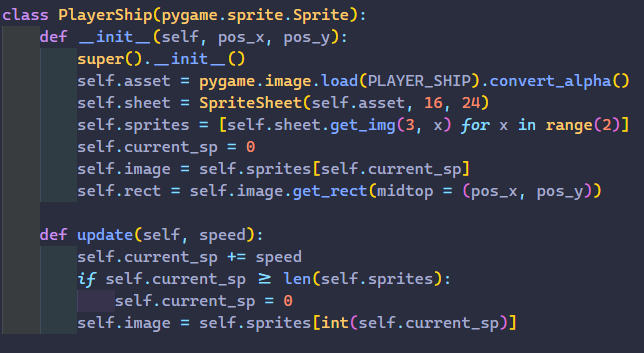 class PlayerShip(pygame.sprite.Sprite):
    def __init__(self, pos_x, pos_y):
        super().__init__()
        self.asset = pygame.image.load(PLAYER_SHIP).convert_alpha()
        self.sheet = SpriteSheet(self.asset, 16, 24)
        self.sprites = [self.sheet.get_img(3, x) for x in range(2)]
        self.current_sp = 0
        self.image = self.sprites[self.current_sp]
        self.rect = self.image.get_rect(midtop = (pos_x, pos_y))

    def update(self, speed):
        self.current_sp += speed
        if self.current_sp ≥ len(self.sprites):
            self.current_sp = 0
        self.image = self.sprites[int(self.current_sp)]